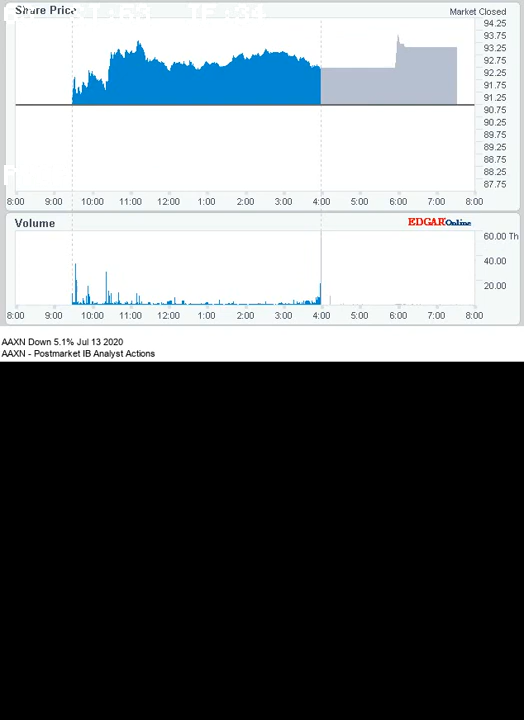 Share Price
Market Closed
94.25
93.75
93.25
92.75
92.25
91.75
91.25
90.75
90.25
89.75
89.25
88.75
88.25
87.75
8:00 9:00 10:00 11:00 12:00 1:00 2:00 3:00 4:00 5:00 6:00 7:00 8:00
Volume
EDGAROnline
60.00 Th
40.00
20.00
8:00 9:00 10:00 11:00 12:00 1:00 2:00 3:00 4:00 5:00 6:00 7:00 8:00
AAXN Down 5.1% Jul 13 2020
AAXN - Postmarket IB Analyst Actions